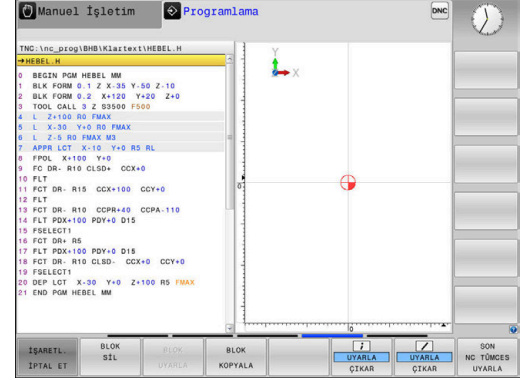 Manuel İşletim
Programlama
DNC
TNC:\nc_prog\BHB\Klartext\HEBEL.H
→HEBEL.H
0 BEGIN PGM HEBEL MM
1 BLK FORM 0.1 Z X-35 Y-50 Z-10
2 BLK FORM 0.2 X+120 Y+20 Z+0
3 TOOL CALL 3 Z S3500 F500
4 L Z+100 R0 FMAX
5 L X-30 Y+0 R0 FMAX
6 L Z-5 R0 FMAX M3
7 APPR LCT X-10 Y+0 R5 RL
8 FPOL X+100 Y+0
9 FC DR- R10 CLSD+ CCX+0
10 FLT
11 FCT DR- R15 CCX+100 CCY+0
12 FLT
13 FCT DR- R10 CCPR+40 CCPA-110
14 FLT PDX+100 PDY+0 D15
15 FSELECT1
16 FCT DR+ R5
17 FLT PDX+100 PDY+0 D15
18 FCT DR- R10 CLSD- CCX+0 CCY+0
19 FSELECT1
20 DEP LCT X-30 Y+0 Z+100 R5 FMAX
21 END PGM HEBEL MM
Y
X
0
0
İŞARETL.
İPTAL ET
BLOK
SİL
BLOK
UYARLA
BLOK
KOPYALA
UYARLA
ÇIKAR
UYARLA
ÇIKAR
SON
NC TÜMCES
UYARLA